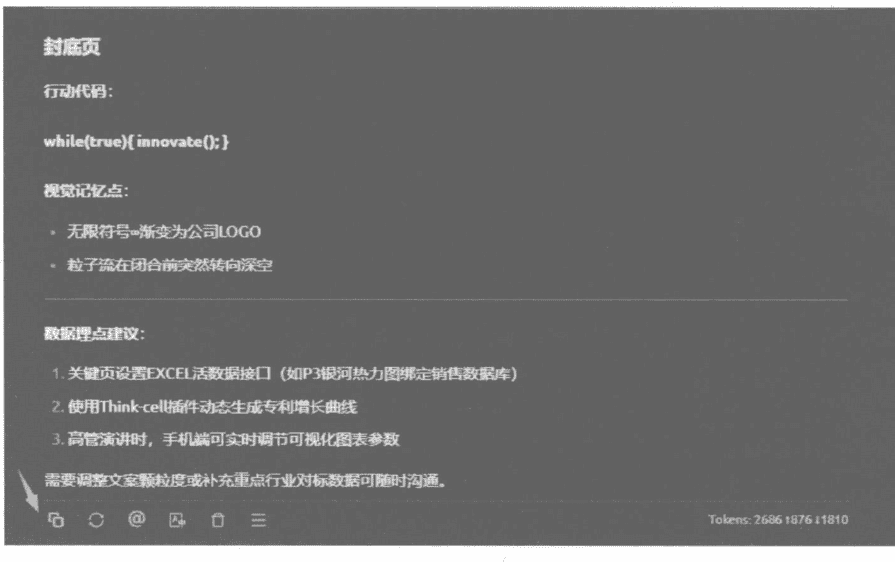 封底页
行动代码：
while(true){ innovate(); }
视觉记忆点：
• 无限符号∞渐变为公司LOGO
• 粒子流在闭合前突然转向深空
数据埋点建议：
1. 关键页设置EXCEL活数据接口（如P3银河热力图绑定销售数据库）
2. 使用Think-cell插件动态生成专利增长曲线
3. 高管演讲时，手机端可实时调节可视化图表参数
需要调整文案颗粒度或补充重点行业对标数据可随时沟通。
Tokens: 2686 ↑876 ↓1810